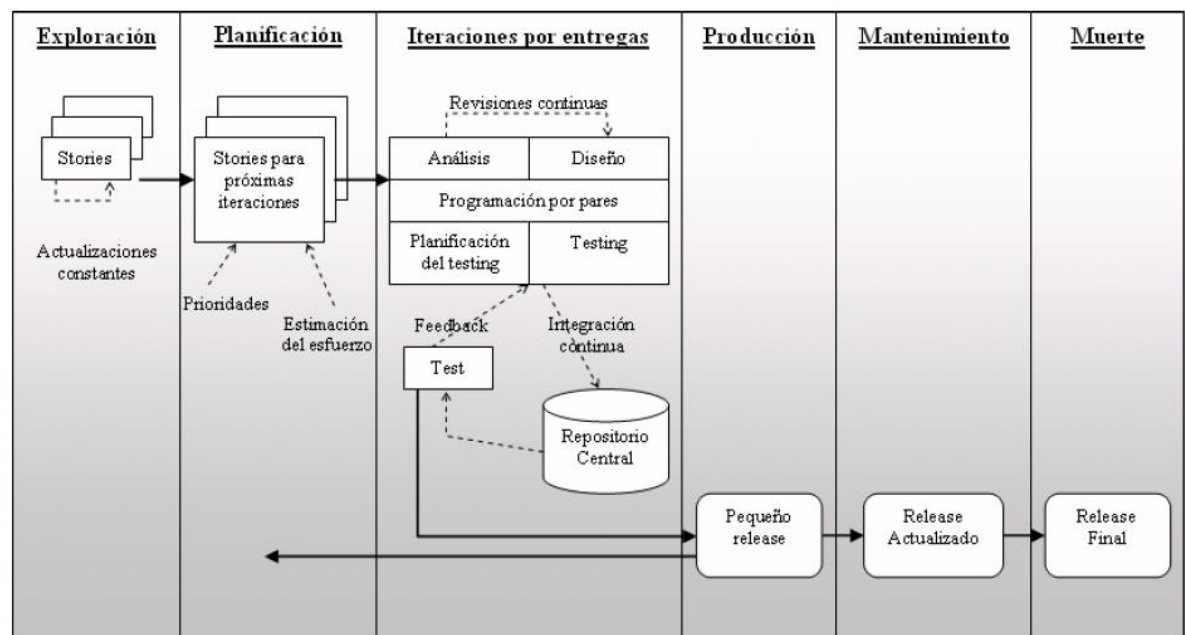 Exploración
Planificación
Iteraciones por entregas
Producción
Mantenimiento
Muerte
Stories
Actualizaciones
constantes
Stories para
próximas
iteraciones
Prioridades
Estimación
del esfuerzo
Revisiones continuas
Análisis
Diseño
Programación por pares
Planificación
del testing
Testing
Feedback
Integración
continua
Test
Repositorio
Central
Pequeño
release
Release
Actualizado
Release
Final